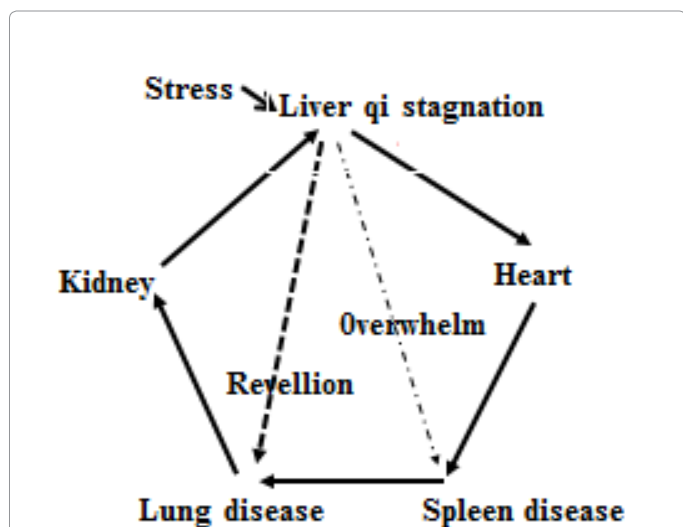 Stress
Liver qi stagnation
Kidney
Heart
0verwhelm
Revellion
Lung disease
Spleen disease